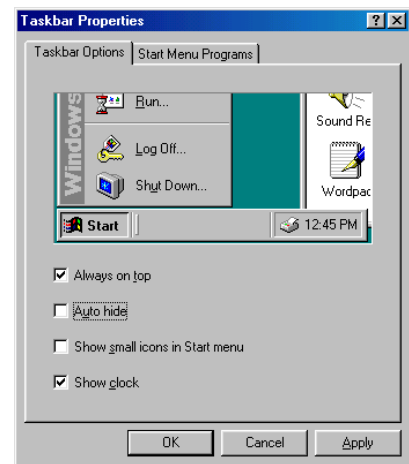 Taskbar Properties
Taskbar Options Start Menu Programs
Windows
Run...
Log Off...
Shut Down...
Sound Re
Wordpac
Start 12:45 PM
Always on top
Auto hide
Show small icons in Start menu
Show clock
OK Cancel Apply